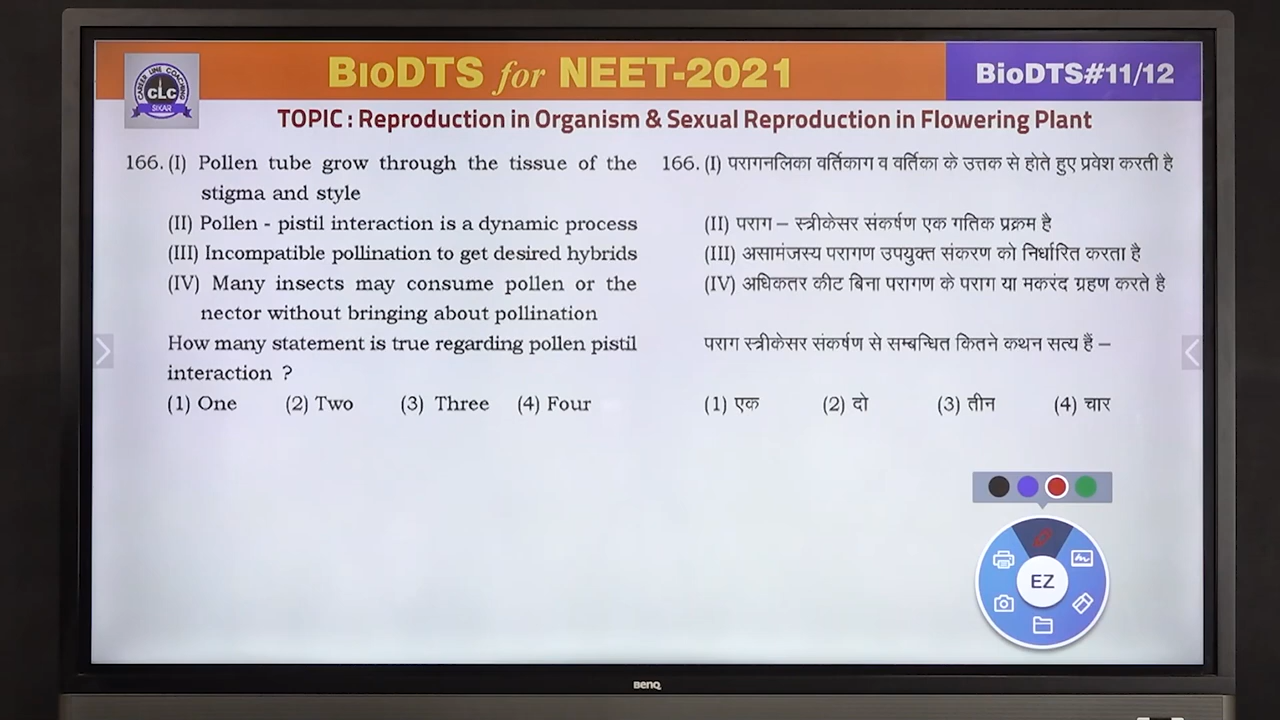 BIODTS for NEET-2021
BIODTS#11/12
CAREER LINE COACHING
CLC
SIKAR
TOPIC : Reproduction in Organism & Sexual Reproduction in Flowering Plant
166. (I) Pollen tube grow through the tissue of the
stigma and style
(II) Pollen - pistil interaction is a dynamic process
(III) Incompatible pollination to get desired hybrids
(IV) Many insects may consume pollen or the
nector without bringing about pollination
How many statement is true regarding pollen pistil
interaction ?
(1) One (2) Two (3) Three (4) Four
166. (I) परागनलिका वर्तिकाग व वर्तिका के उत्तक से होते हुए प्रवेश करती है
(II) पराग – स्त्रीकेसर संकर्षण एक गतिक प्रक्रम है
(III) असामंजस्य परागण उपयुक्त संकरण को निर्धारित करता है
(IV) अधिकतर कीट बिना परागण के पराग या मकरंद ग्रहण करते है
पराग स्त्रीकेसर संकर्षण से सम्बन्धित कितने कथन सत्य हैं –
(1) एक (2) दो (3) तीन (4) चार
EZ
BenQ